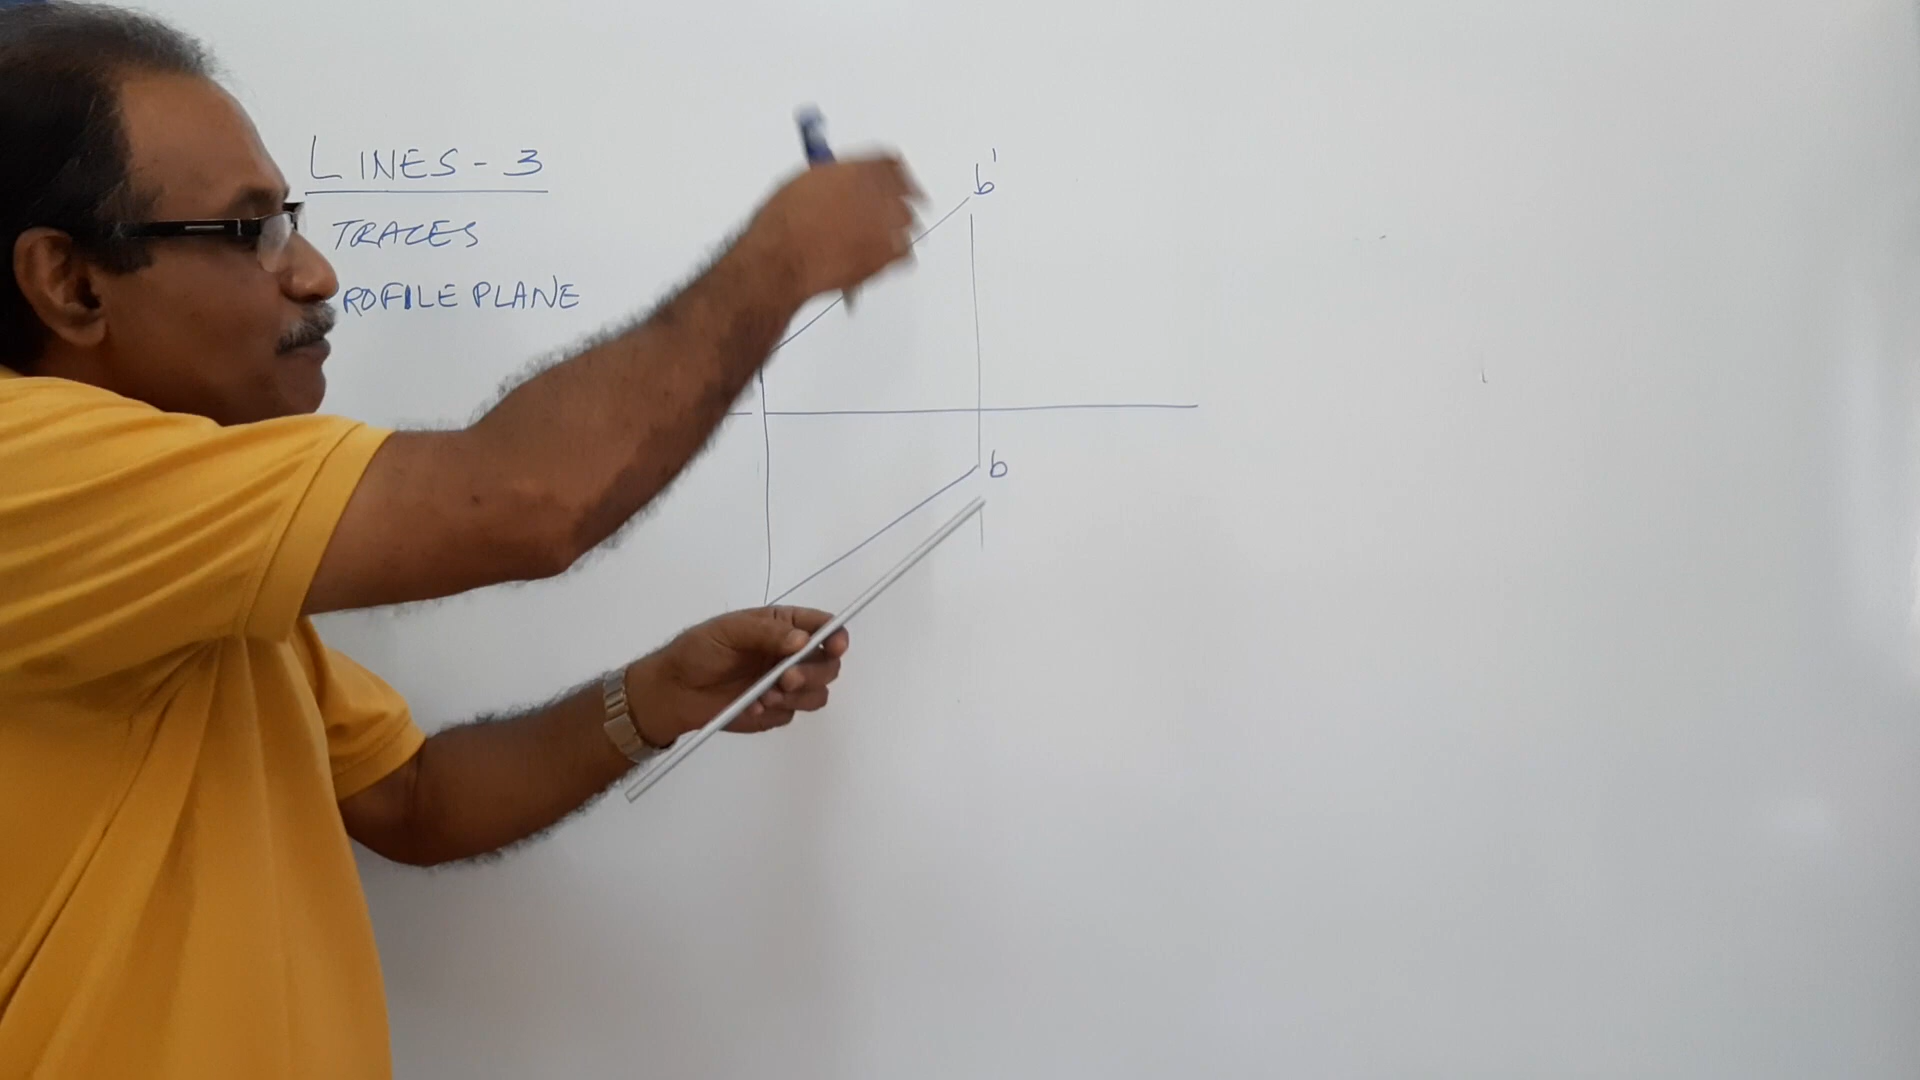 LINES - 3
TRACES
ROFILE PLANE
b'
b